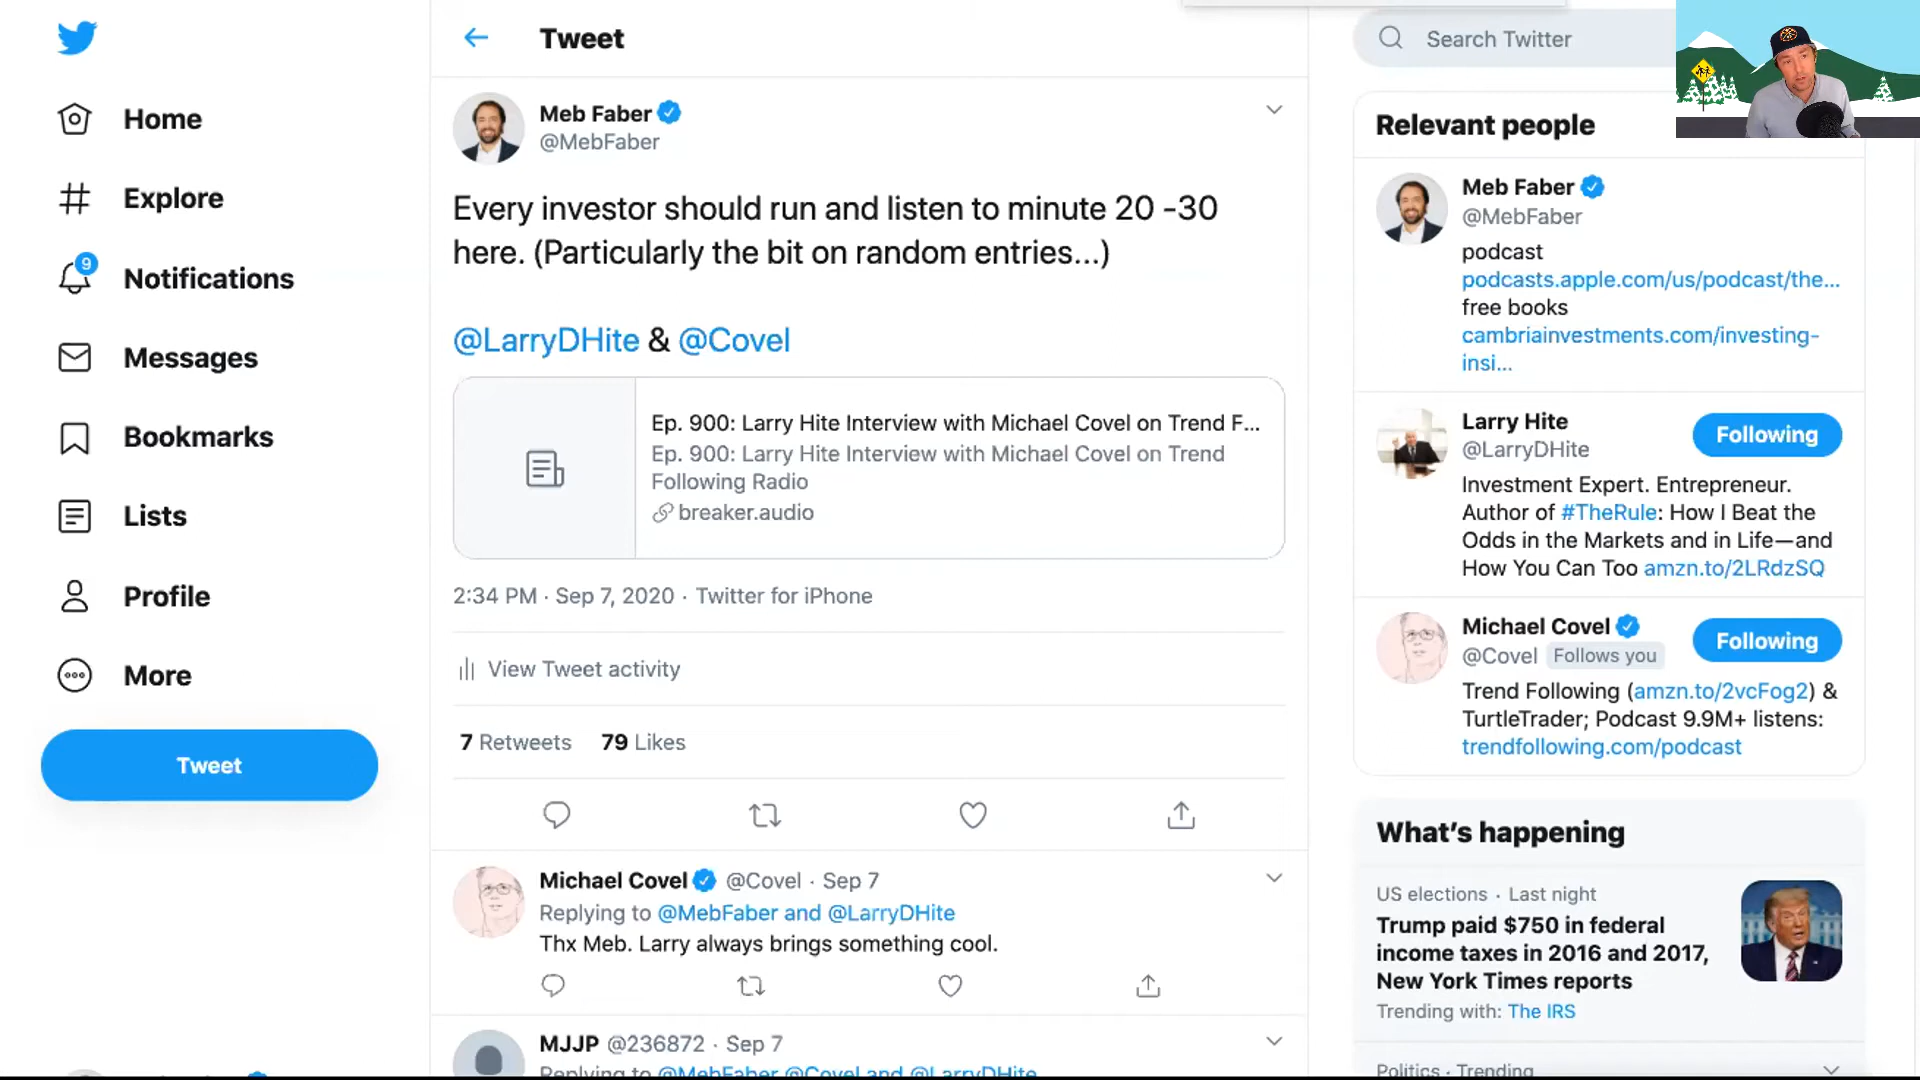 Home
Explore
9
Notifications
Messages
Bookmarks
Lists
Profile
More
Tweet
Tweet
Meb Faber
@MebFaber
Every investor should run and listen to minute 20 -30
here. (Particularly the bit on random entries...)
@LarryDHite & @Covel
Ep. 900: Larry Hite Interview with Michael Covel on Trend F...
Ep. 900: Larry Hite Interview with Michael Covel on Trend
Following Radio
breaker.audio
2:34 PM · Sep 7, 2020 · Twitter for iPhone
View Tweet activity
7 Retweets 79 Likes
Michael Covel @Covel · Sep 7
Replying to @MebFaber and @LarryDHite
Thx Meb. Larry always brings something cool.
MJJP @236872 · Sep 7
Replying to @MebFaber @Covel and @LarryDHite
Search Twitter
Relevant people
Meb Faber
@MebFaber
podcast
podcasts.apple.com/us/podcast/the...
free books
cambriainvestments.com/investing-
insi...
Larry Hite
@LarryDHite
Following
Investment Expert. Entrepreneur.
Author of #TheRule: How I Beat the
Odds in the Markets and in Life—and
How You Can Too amzn.to/2LRdzSQ
Michael Covel
@Covel Follows you
Following
Trend Following (amzn.to/2vcFog2) &
TurtleTrader; Podcast 9.9M+ listens:
trendfollowing.com/podcast
What's happening
US elections · Last night
Trump paid $750 in federal
income taxes in 2016 and 2017,
New York Times reports
Trending with: The IRS
Politics · Trending